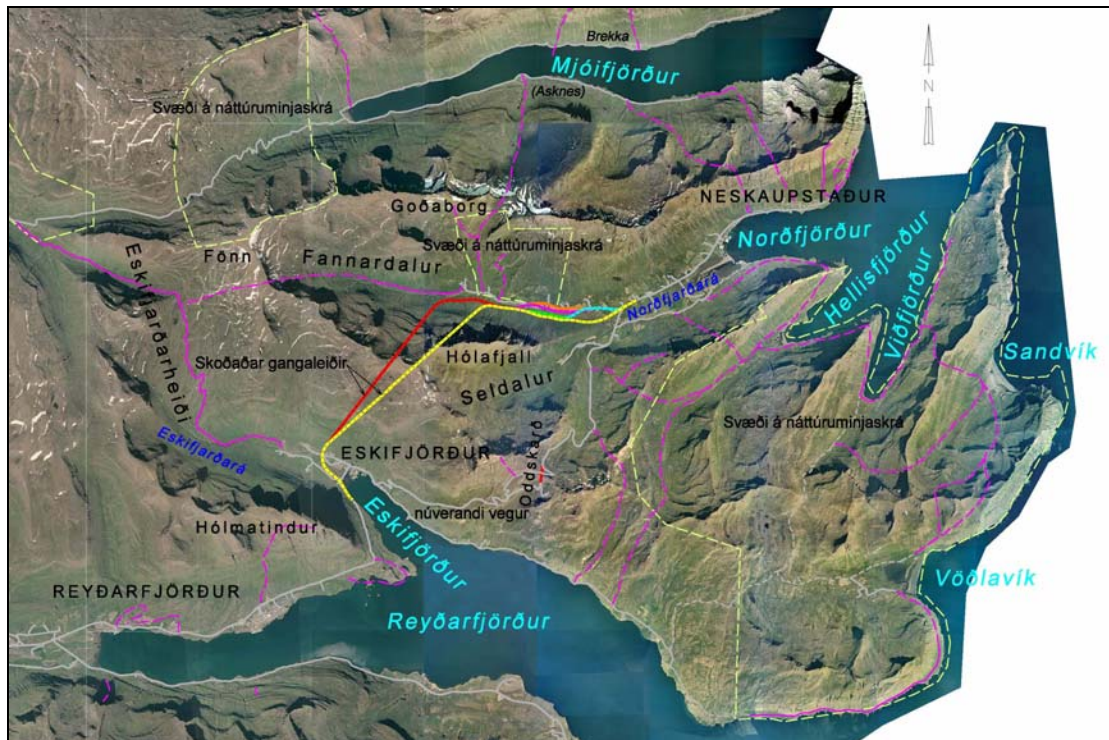 Brekka
Mjóifjörður
(Asknes)
Svæði á náttúruminjaskrá
N
NESKAUPSTAÐUR
Goðaborg
Norðfjörður
Svæði á náttúruminjaskrá
Fönn
Fannardalur
Eskifjarðarheiði
Norðfjarðará
Hellisfjörður
Viðfjörður
Sandvík
Hólafjall
Skoðaðar gangaleiðir
Seldalur
Svæði á náttúruminjaskrá
Eskifjarðará
ESKIFJÖRÐUR
Oddskarð
núverandi vegur
Eskifjörður
Hólmatindur
Vöðlavík
REYÐARFJÖRÐUR
Reyðarfjörður